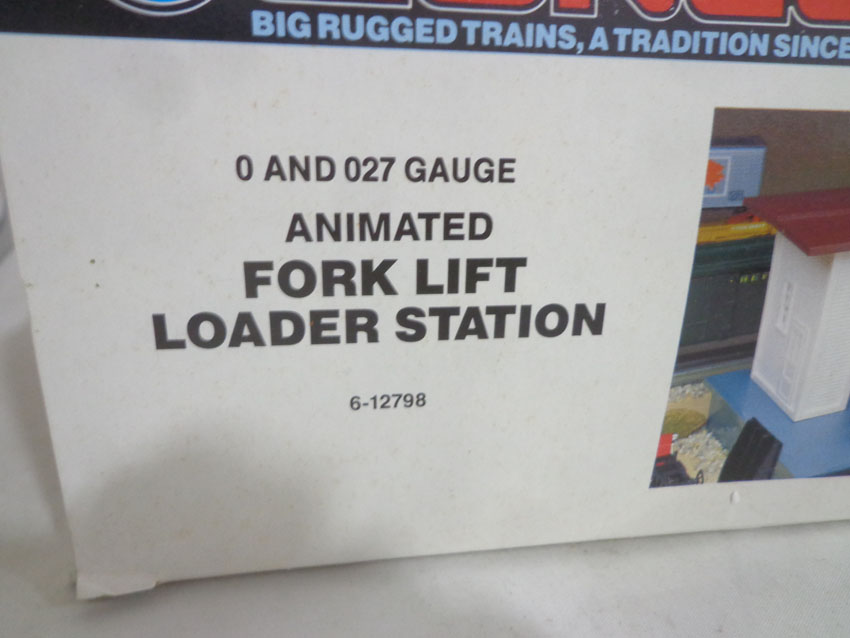 BIG RUGGED TRAINS, A TRADITION SINCE
0 AND 027 GAUGE
ANIMATED
FORK LIFT
LOADER STATION
6-12798